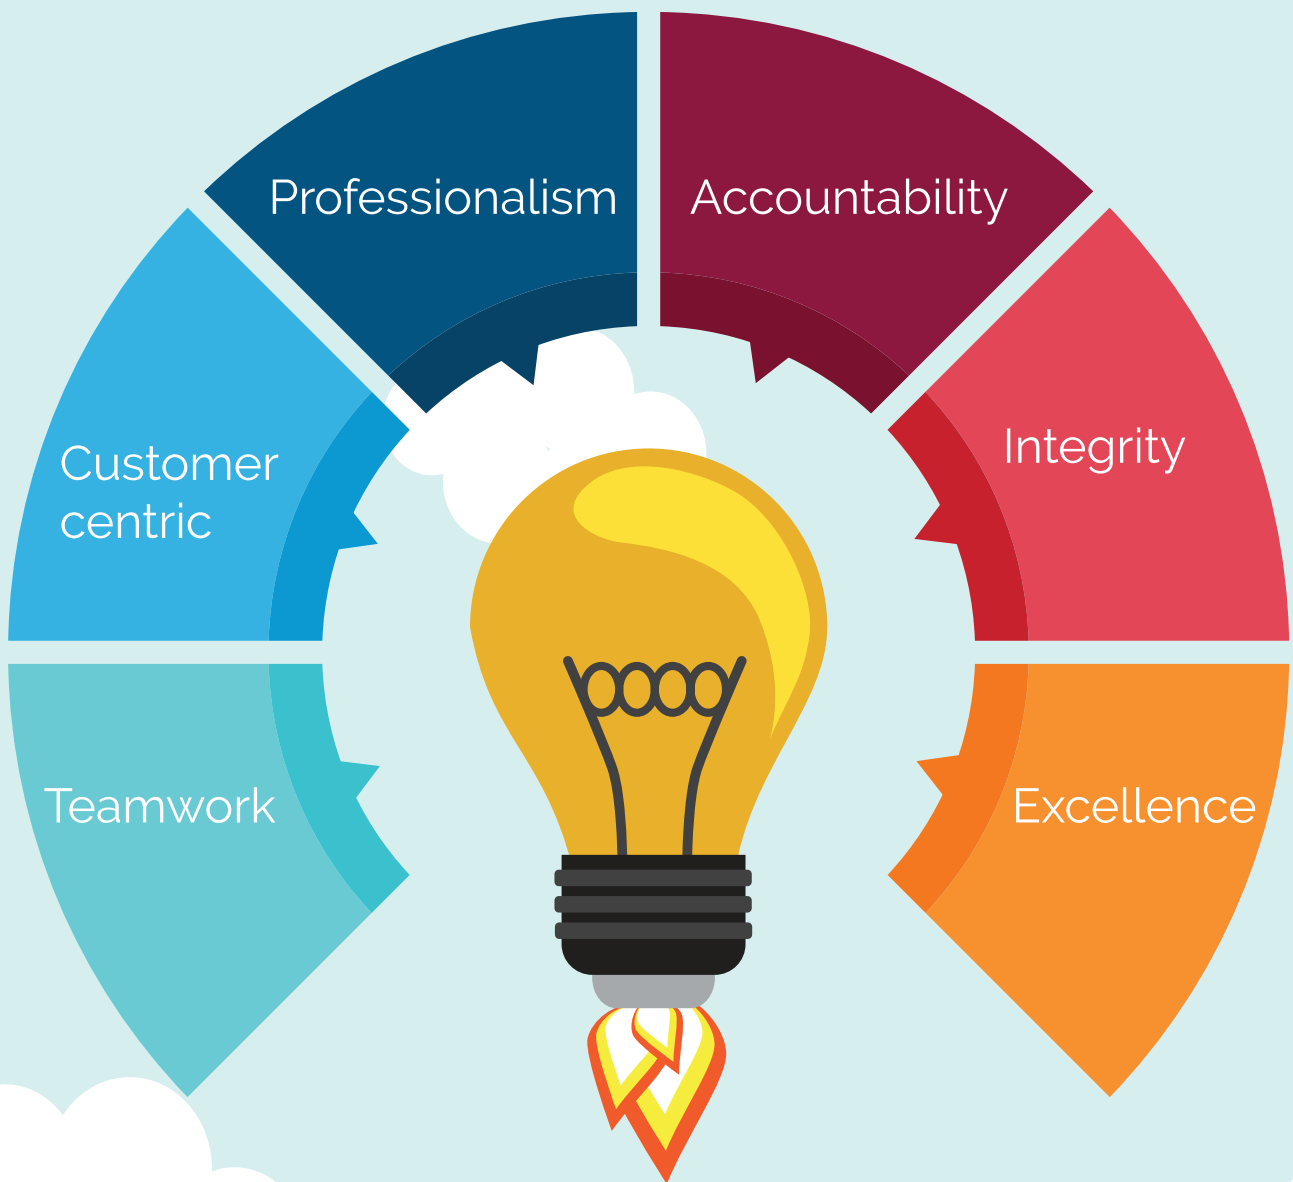 Professionalism
Accountability
Customer
centric
Integrity
Teamwork
Excellence